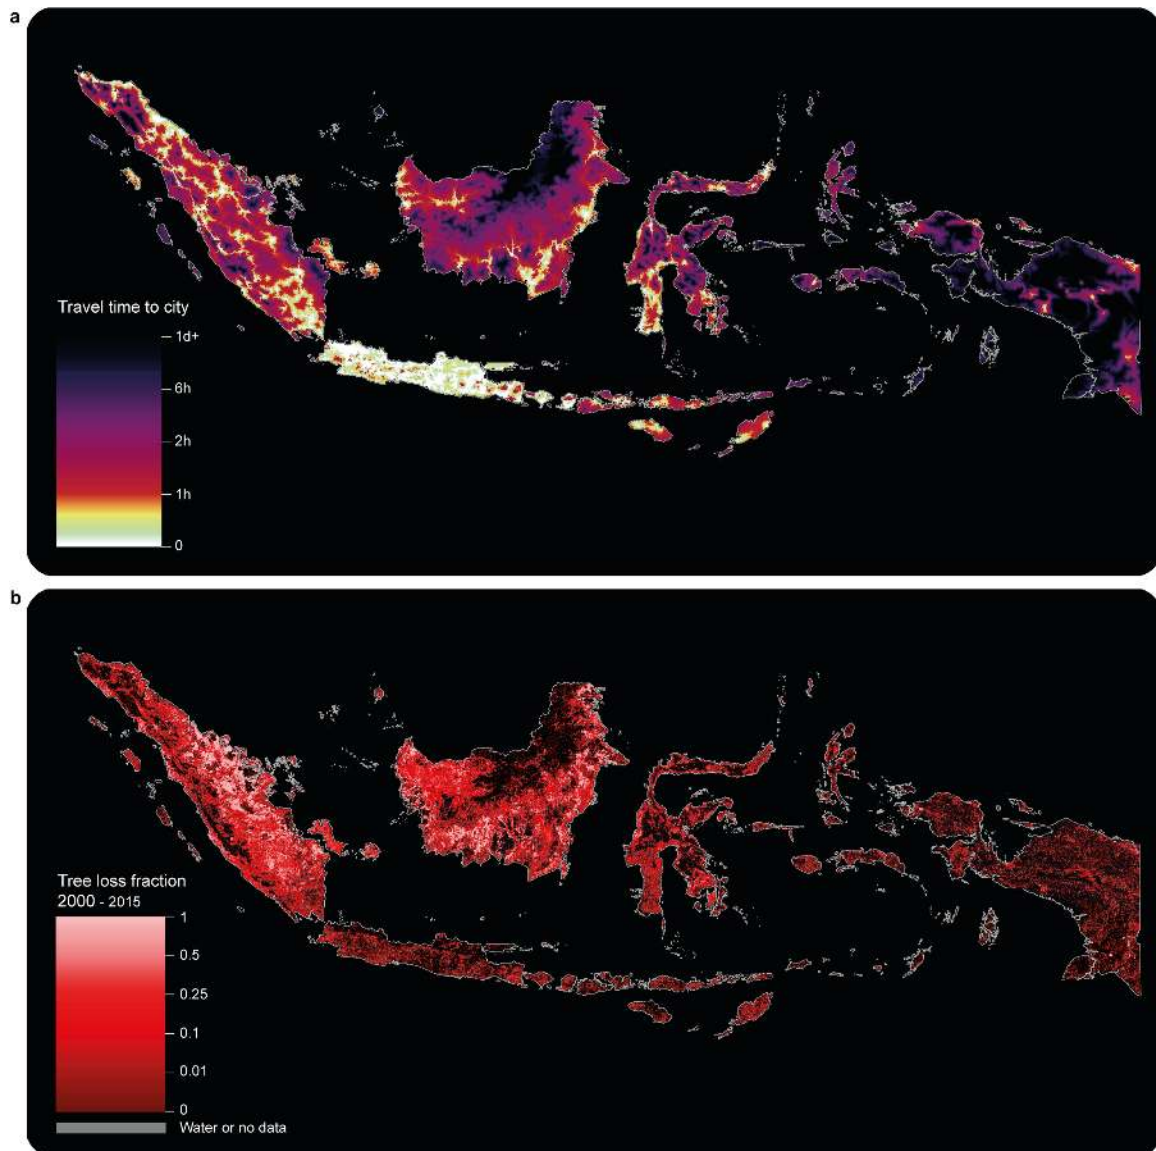 a
Travel time to city
1d+
6h
2h
1h
0
b
Tree loss fraction
2000 - 2015
1
0.5
0.25
0.1
0.01
0
Water or no data